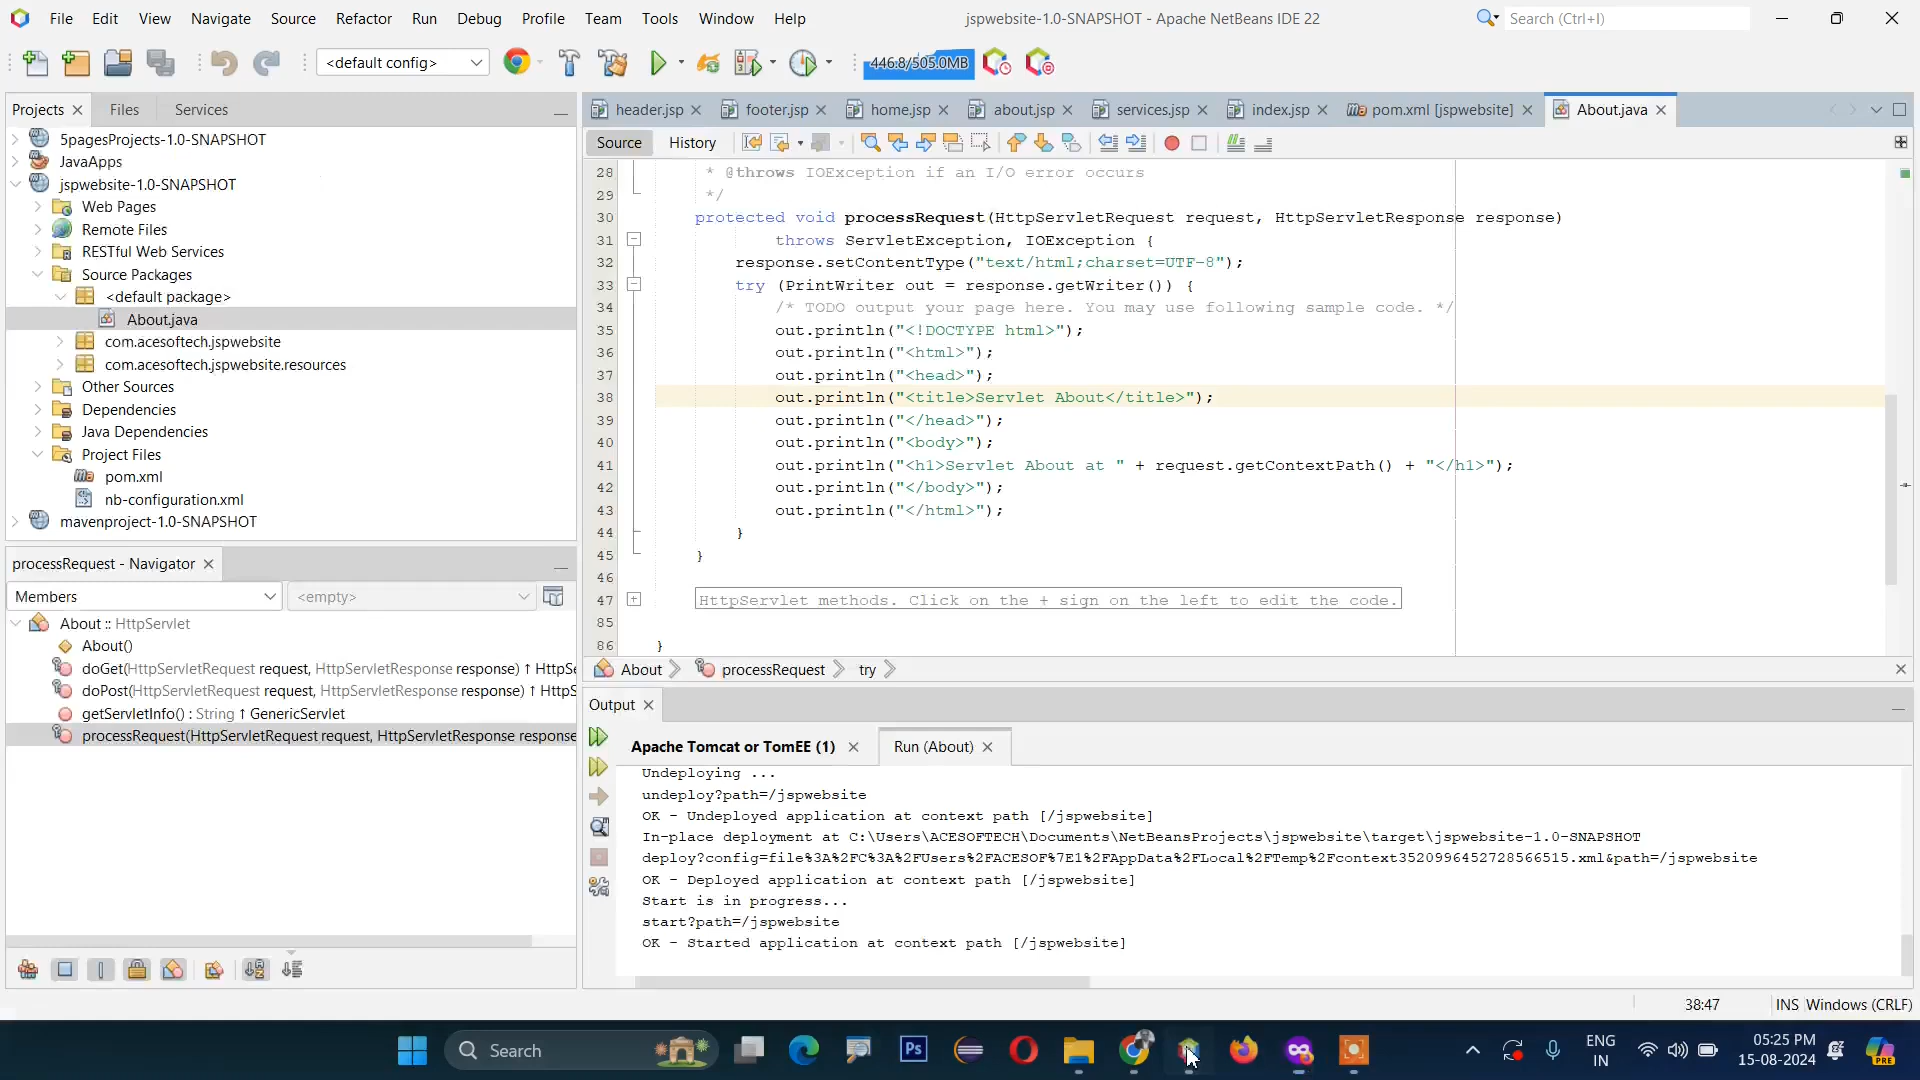 File Edit View Navigate Source Refactor Run Debug Profile Team Tools Window Help
jspwebsite-1.0-SNAPSHOT - Apache NetBeans IDE 22
Search (Ctrl+I)
<default config>
446.8/505.0MB
Projects Files Services
5pagesProjects-1.0-SNAPSHOT
JavaApps
jspwebsite-1.0-SNAPSHOT
Web Pages
Remote Files
RESTful Web Services
Source Packages
<default package>
About.java
com.acesoftech.jspwebsite
com.acesoftech.jspwebsite.resources
Other Sources
Dependencies
Java Dependencies
Project Files
pom.xml
nb-configuration.xml
mavenproject-1.0-SNAPSHOT
processRequest - Navigator
Members
<empty>
About :: HttpServlet
About()
doGet(HttpServletRequest request, HttpServletResponse response) ↑ HttpSe
doPost(HttpServletRequest request, HttpServletResponse response) ↑ HttpS
getServletInfo() : String ↑ GenericServlet
processRequest(HttpServletRequest request, HttpServletResponse response
header.jsp footer.jsp home.jsp about.jsp services.jsp index.jsp pom.xml [jspwebsite] About.java
Source History
28 * @throws IOException if an I/O error occurs
29 */
30 protected void processRequest(HttpServletRequest request, HttpServletResponse response)
31 throws ServletException, IOException {
32 response.setContentType("text/html;charset=UTF-8");
33 try (PrintWriter out = response.getWriter()) {
34 /* TODO output your page here. You may use following sample code. */
35 out.println("<!DOCTYPE html>");
36 out.println("<html>");
37 out.println("<head>");
38 out.println("<title>Servlet About</title>");
39 out.println("</head>");
40 out.println("<body>");
41 out.println("<h1>Servlet About at " + request.getContextPath() + "</h1>");
42 out.println("</body>");
43 out.println("</html>");
44 }
45 }
46
47 HttpServlet methods. Click on the + sign on the left to edit the code.
85
86 }
About processRequest try
Output
Apache Tomcat or TomEE (1) Run (About)
Undeploying ...
undeploy?path=/jspwebsite
OK - Undeployed application at context path [/jspwebsite]
In-place deployment at C:\Users\ACESOFTECH\Documents\NetBeansProjects\jspwebsite\target\jspwebsite-1.0-SNAPSHOT
deploy?config=file%3A%2FC%3A%2FUsers%2FACESOF%7E1%2FAppData%2FLocal%2FTemp%2Fcontext3520996452728566515.xml&path=/jspwebsite
OK - Deployed application at context path [/jspwebsite]
Start is in progress...
start?path=/jspwebsite
OK - Started application at context path [/jspwebsite]
38:47 INS Windows (CRLF)
Search
Ps
ENG
IN
05:25 PM
15-08-2024
PRE